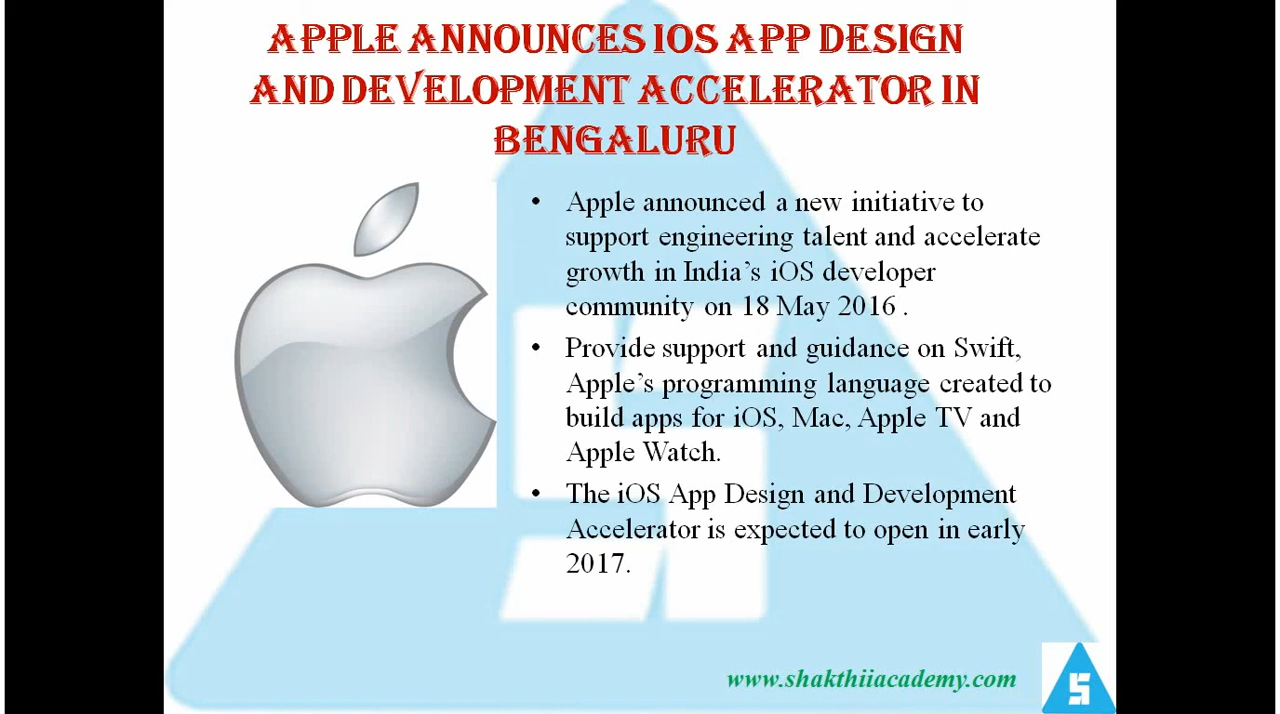 APPLE ANNOUNCES IOS APP DESIGN
AND DEVELOPMENT ACCELERATOR IN
BENGALURU
• Apple announced a new initiative to
support engineering talent and accelerate
growth in India’s iOS developer
community on 18 May 2016 .
• Provide support and guidance on Swift,
Apple’s programming language created to
build apps for iOS, Mac, Apple TV and
Apple Watch.
• The iOS App Design and Development
Accelerator is expected to open in early
2017.
www.shakthiiacademy.com
S